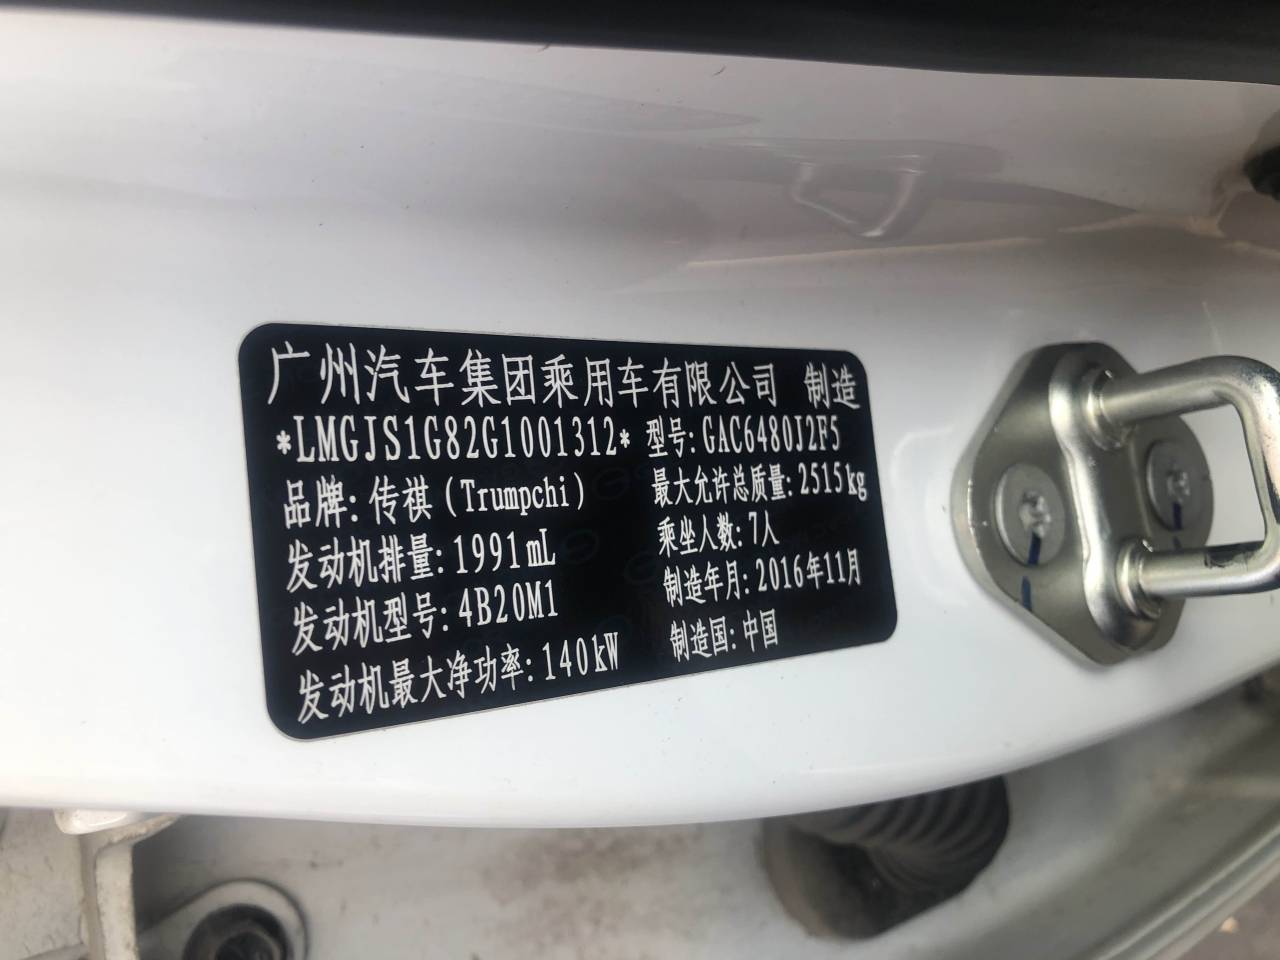 广州汽车集团乘用车有限公司 制造
*LMGJS1G82G1001312* 型号:GAC6480J2F5
品牌:传祺(Trumpchi) 最大允许总质量:2515kg
发动机排量:1991mL 乘坐人数:7人
发动机型号:4B20M1 制造年月:2016年11月
发动机最大净功率:140kW 制造国:中国